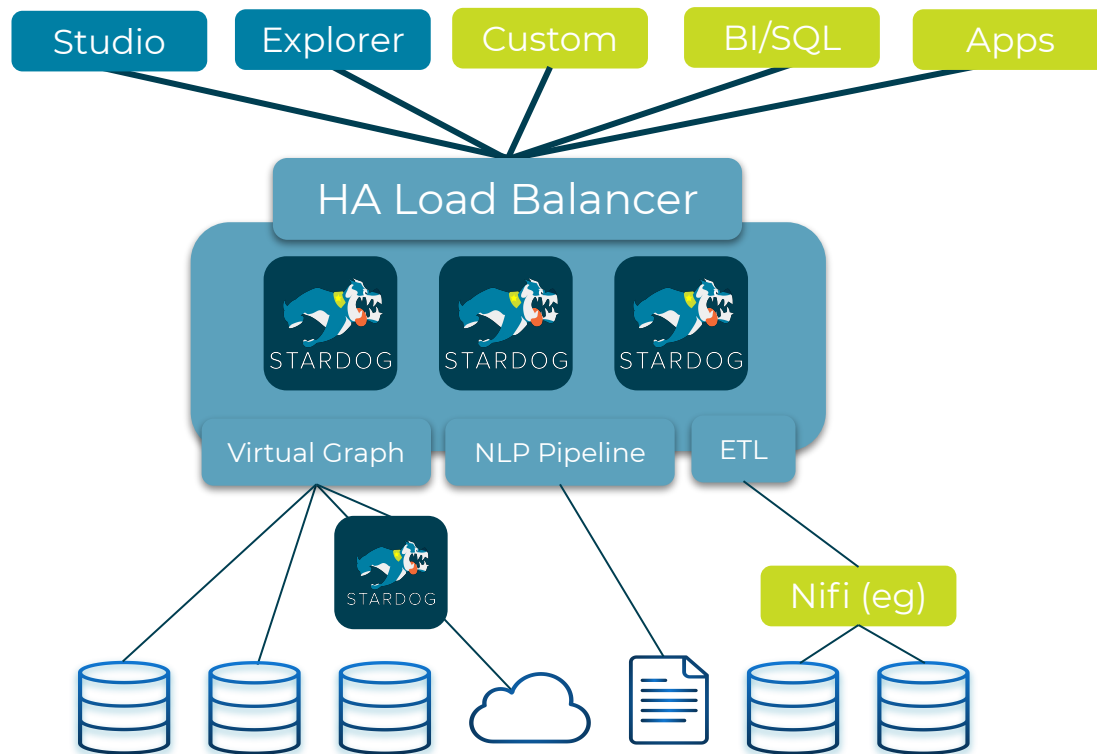 Studio
Explorer
Custom
BI/SQL
Apps
HA Load Balancer
STARDOG
STARDOG
STARDOG
Virtual Graph
NLP Pipeline
ETL
STARDOG
Nifi (eg)